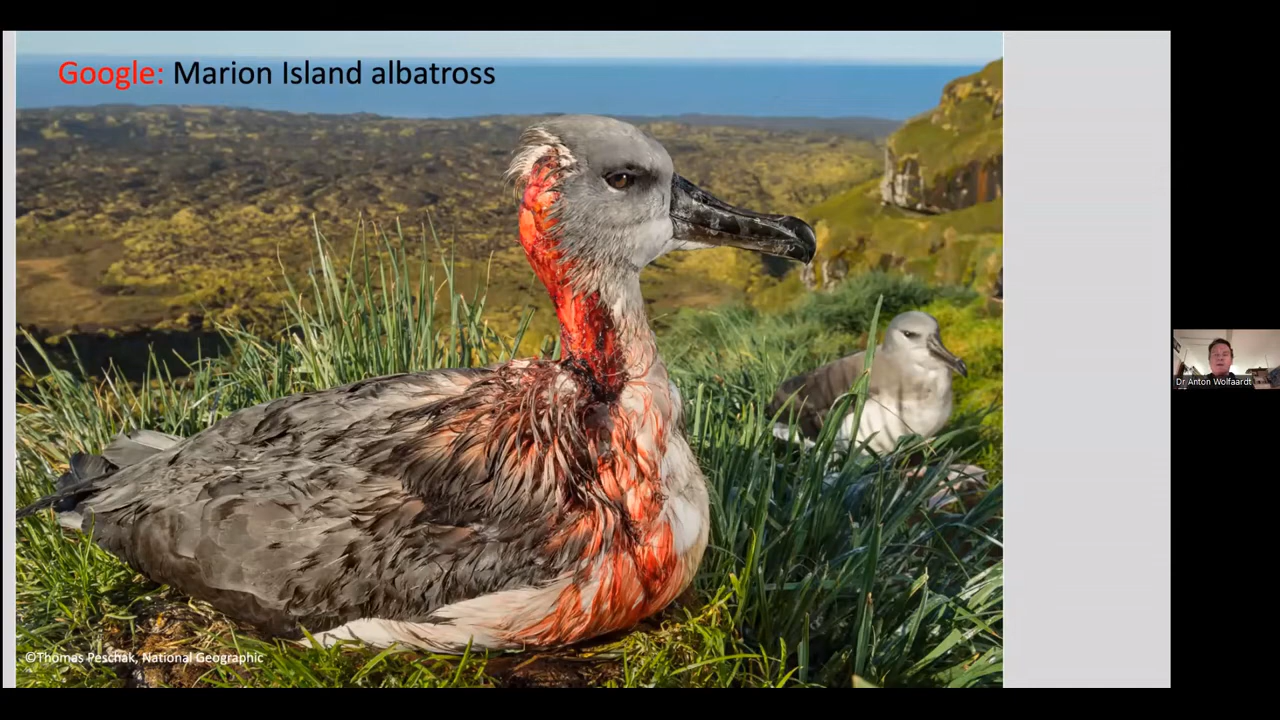 Google: Marion Island albatross
Dr Anton Wolfaardt
©Thomas Peschak, National Geographic